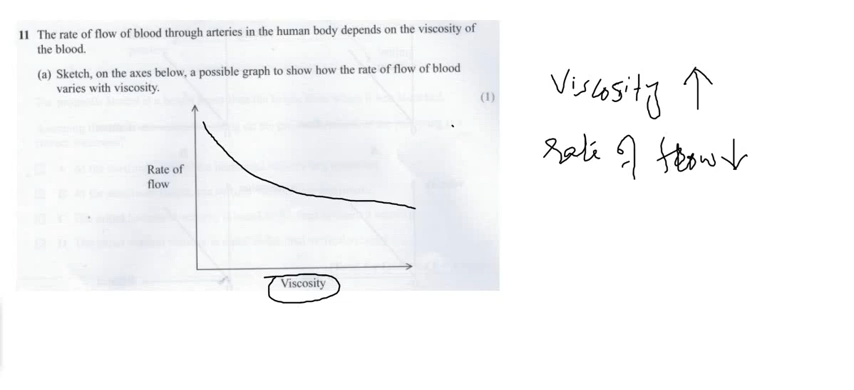 11 The rate of flow of blood through arteries in the human body depends on the viscosity of
the blood.
(a) Sketch, on the axes below, a possible graph to show how the rate of flow of blood
varies with viscosity.
(1)
Rate of
flow
Viscosity
Viscosity ↑
rate of flow ↓